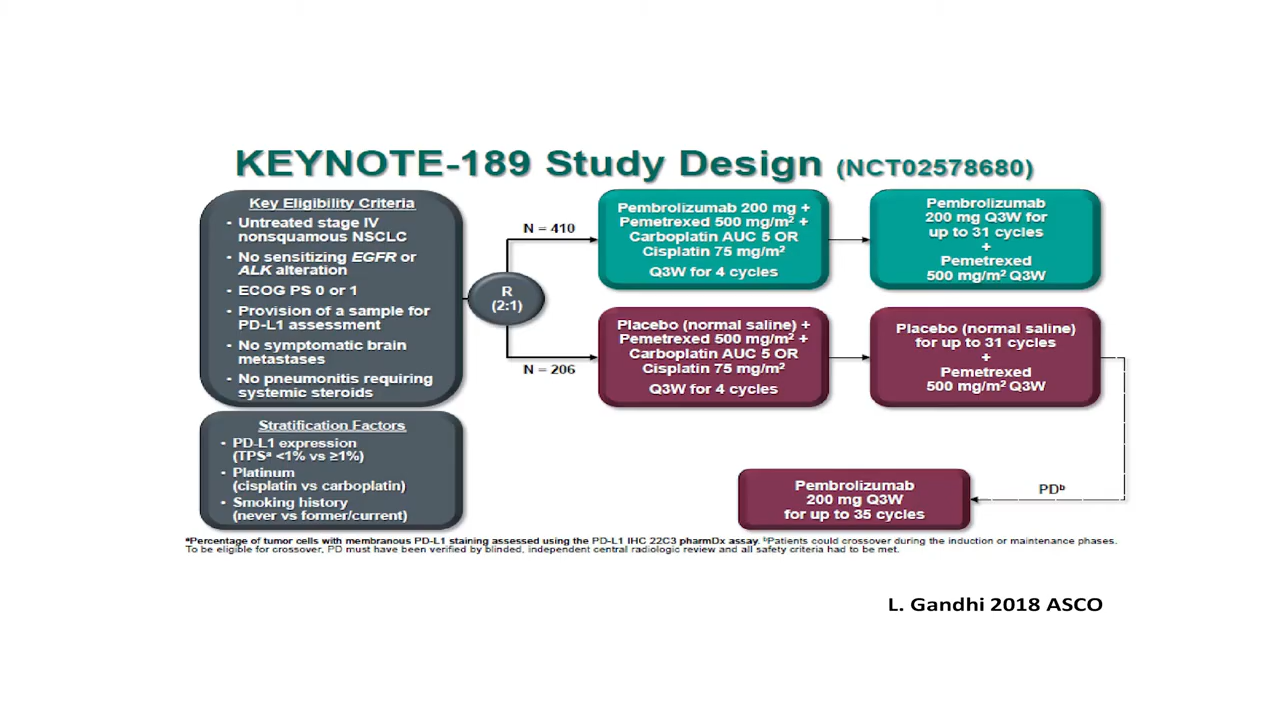 KEYNOTE-189 Study Design (NCT02578680)
Key Eligibility Criteria
• Untreated stage IV
nonsquamous NSCLC
• No sensitizing EGFR or
ALK alteration
• ECOG PS 0 or 1
• Provision of a sample for
PD-L1 assessment
• No symptomatic brain
metastases
• No pneumonitis requiring
systemic steroids
Stratification Factors
• PD-L1 expression
(TPSᵃ <1% vs ≥1%)
• Platinum
(cisplatin vs carboplatin)
• Smoking history
(never vs former/current)
R
(2:1)
N = 410
Pembrolizumab 200 mg +
Pemetrexed 500 mg/m² +
Carboplatin AUC 5 OR
Cisplatin 75 mg/m²
Q3W for 4 cycles
Pembrolizumab
200 mg Q3W for
up to 31 cycles
+
Pemetrexed
500 mg/m² Q3W
N = 206
Placebo (normal saline) +
Pemetrexed 500 mg/m² +
Carboplatin AUC 5 OR
Cisplatin 75 mg/m²
Q3W for 4 cycles
Placebo (normal saline)
for up to 31 cycles
+
Pemetrexed
500 mg/m² Q3W
PDᵇ
Pembrolizumab
200 mg Q3W
for up to 35 cycles
ᵃPercentage of tumor cells with membranous PD-L1 staining assessed using the PD-L1 IHC 22C3 pharmDx assay. ᵇPatients could crossover during the induction or maintenance phases.
To be eligible for crossover, PD must have been verified by blinded, independent central radiologic review and all safety criteria had to be met.
L. Gandhi 2018 ASCO